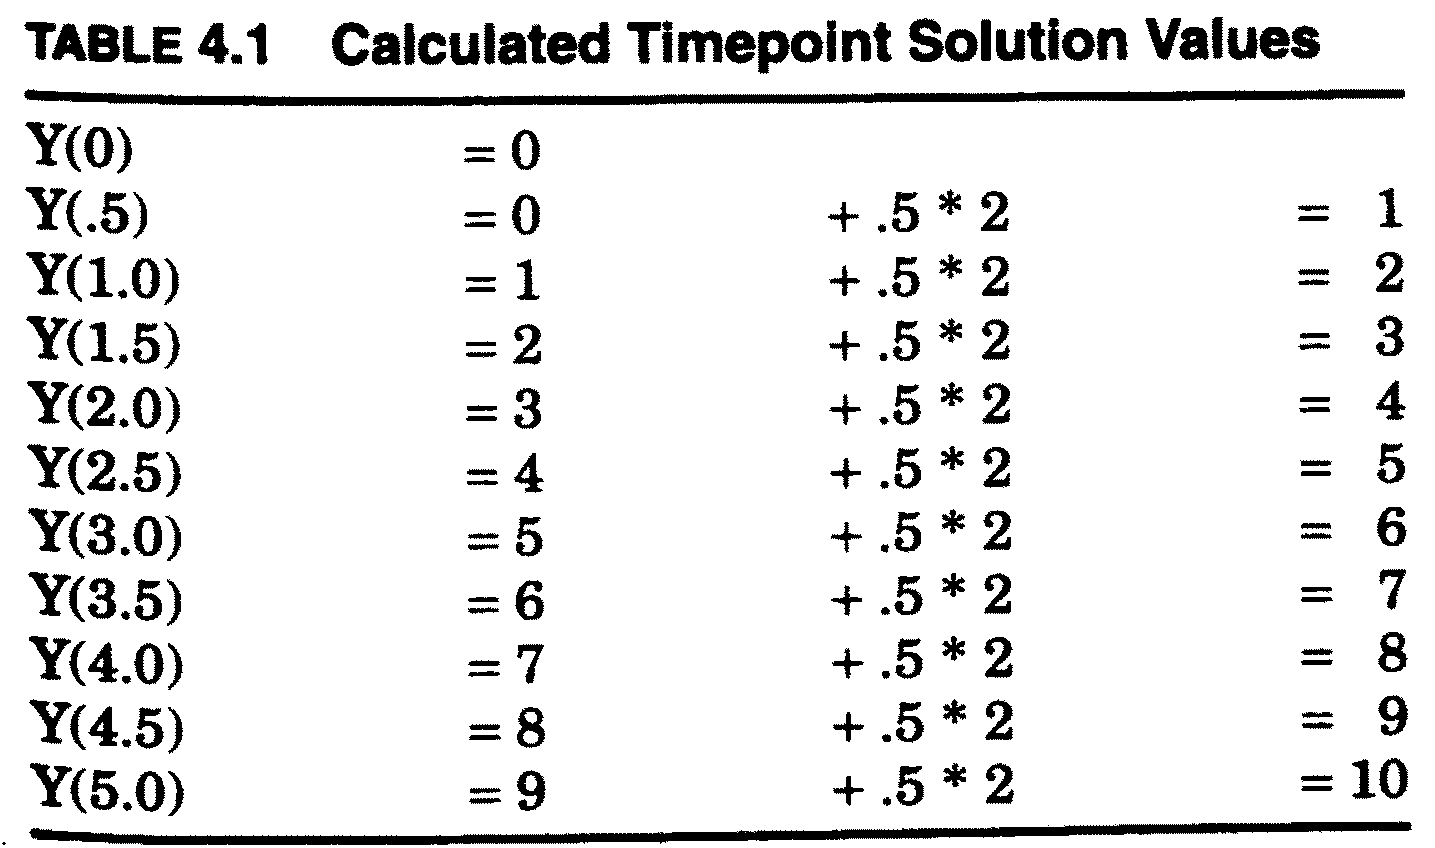 TABLE 4.1 Calculated Timepoint Solution Values
Y(0) = 0
Y(.5) = 0 + .5 * 2 = 1
Y(1.0) = 1 + .5 * 2 = 2
Y(1.5) = 2 + .5 * 2 = 3
Y(2.0) = 3 + .5 * 2 = 4
Y(2.5) = 4 + .5 * 2 = 5
Y(3.0) = 5 + .5 * 2 = 6
Y(3.5) = 6 + .5 * 2 = 7
Y(4.0) = 7 + .5 * 2 = 8
Y(4.5) = 8 + .5 * 2 = 9
Y(5.0) = 9 + .5 * 2 = 10